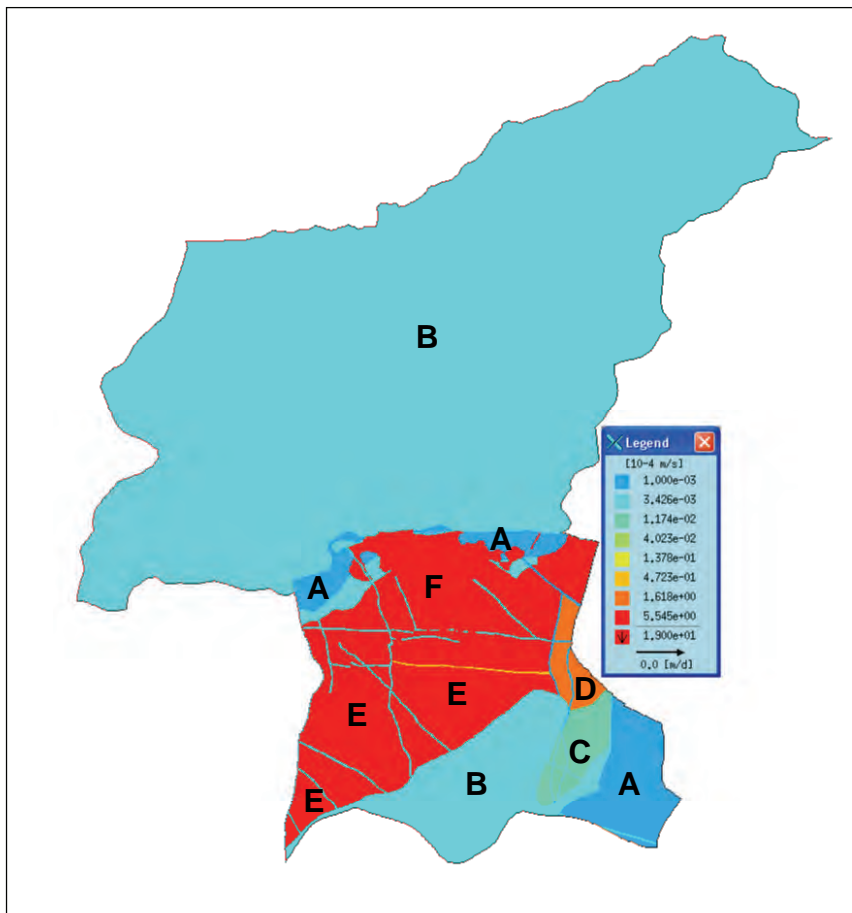 B
Legend
[10-4 m/s]
1.000e-03
3.426e-03
1.174e-02
4.023e-02
1.378e-01
4.723e-01
1.618e+00
5.545e+00
1.900e+01
0.0 [m/d]
A
A
F
E
E
D
C
B
A
E